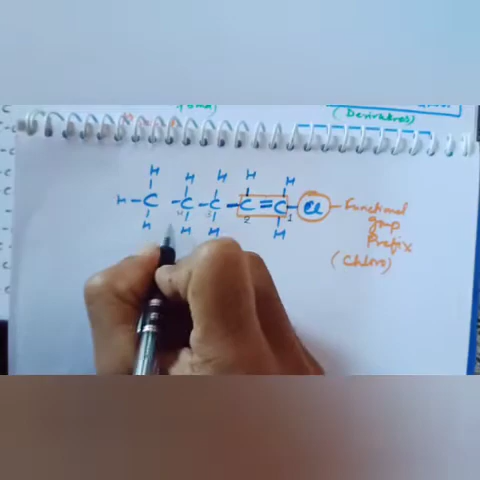 (Derivatives)
H H H H H
H-C-C-C-C=C-Cl
4 3 2 1
H H H H
Functional
group
Prefix
(Chloro)